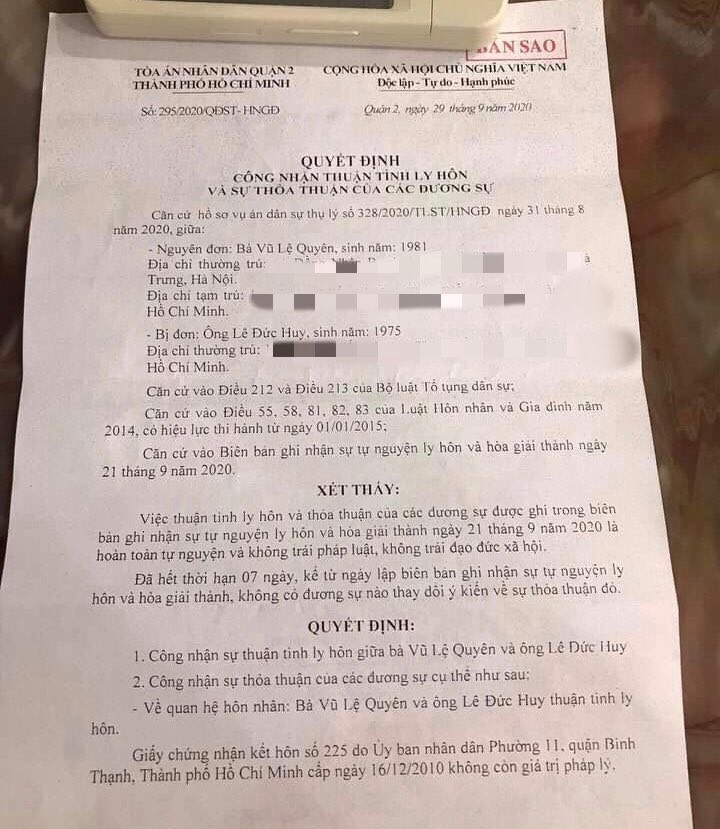 BẢN SAO
TÒA ÁN NHÂN DÂN QUẬN 2
THÀNH PHỐ HỒ CHÍ MINH
Số: 295/2020/QĐST- HNGĐ
CỘNG HÒA XÃ HỘI CHỦ NGHĨA VIỆT NAM
Độc lập - Tự do - Hạnh phúc
Quận 2, ngày 29 tháng 9 năm 2020
QUYẾT ĐỊNH
CÔNG NHẬN THUẬN TÌNH LY HÔN
VÀ SỰ THỎA THUẬN CỦA CÁC ĐƯƠNG SỰ
Căn cứ hồ sơ vụ án dân sự thụ lý số 328/2020/TLST/HNGĐ ngày 31 tháng 8
năm 2020, giữa:
- Nguyên đơn: Bà Vũ Lệ Quyên, sinh năm: 1981
Địa chỉ thường trú:
Trưng, Hà Nội.
Địa chỉ tạm trú:
Hồ Chí Minh.
- Bị đơn: Ông Lê Đức Huy, sinh năm: 1975
Địa chỉ thường trú:
Hồ Chí Minh.
Căn cứ vào Điều 212 và Điều 213 của Bộ luật Tố tụng dân sự;
Căn cứ vào Điều 55, 58, 81, 82, 83 của Luật Hôn nhân và Gia đình năm
2014, có hiệu lực thi hành từ ngày 01/01/2015;
Căn cứ vào Biên bản ghi nhận sự tự nguyện ly hôn và hòa giải thành ngày
21 tháng 9 năm 2020.
XÉT THẤY:
Việc thuận tình ly hôn và thỏa thuận của các đương sự được ghi trong biên
bản ghi nhận sự tự nguyện ly hôn và hòa giải thành ngày 21 tháng 9 năm 2020 là
hoàn toàn tự nguyện và không trái pháp luật, không trái đạo đức xã hội.
Đã hết thời hạn 07 ngày, kể từ ngày lập biên bản ghi nhận sự tự nguyện ly
hôn và hòa giải thành, không có đương sự nào thay đổi ý kiến về sự thỏa thuận đó.
QUYẾT ĐỊNH:
1. Công nhận sự thuận tình ly hôn giữa bà Vũ Lệ Quyên và ông Lê Đức Huy
2. Công nhận sự thỏa thuận của các đương sự cụ thể như sau:
- Về quan hệ hôn nhân: Bà Vũ Lệ Quyên và ông Lê Đức Huy thuận tình ly
hôn.
Giấy chứng nhận kết hôn số 225 do Ủy ban nhân dân Phường 11, quận Bình
Thạnh, Thành phố Hồ Chí Minh cấp ngày 16/12/2010 không còn giá trị pháp lý.